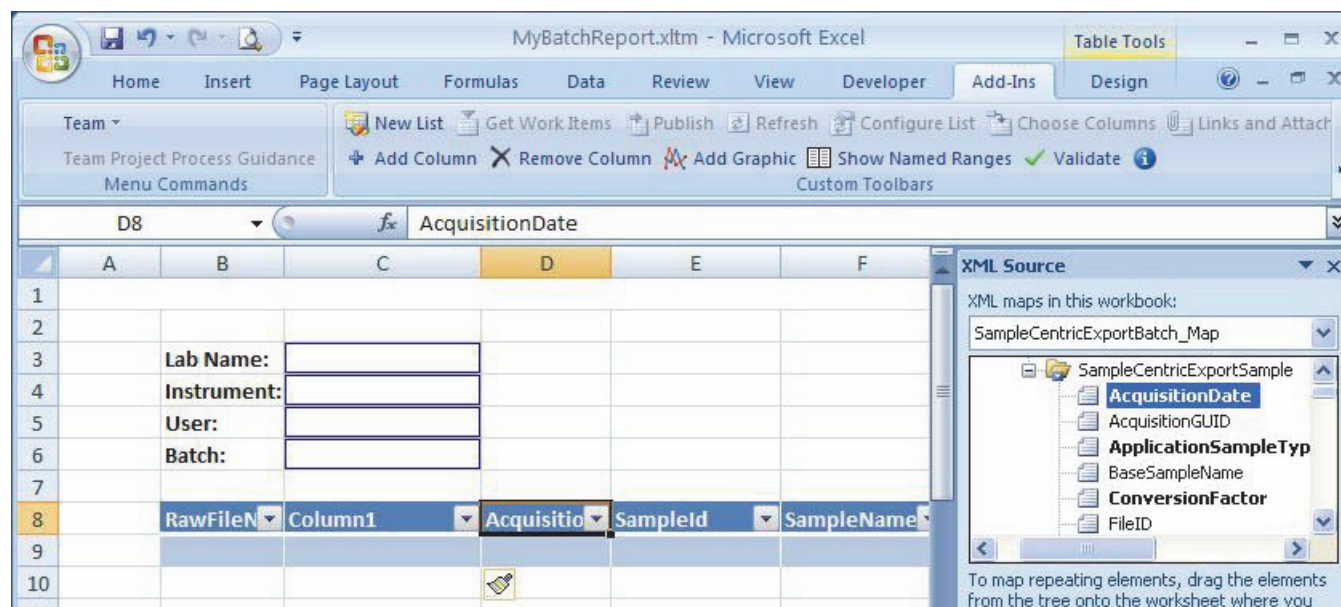 MyBatchReport.xltm - Microsoft Excel Table Tools
Home Insert Page Layout Formulas Data Review View Developer Add-Ins Design
Team New List Get Work Items Publish Refresh Configure List Choose Columns Links and Attach
Team Project Process Guidance Add Column Remove Column Add Graphic Show Named Ranges Validate
Menu Commands Custom Toolbars
D8 fx AcquisitionDate
A B C D E F XML Source
1
XML maps in this workbook:
2
SampleCentricExportBatch_Map
3 Lab Name: SampleCentricExportSample
4 Instrument: AcquisitionDate
5 User: AcquisitionGUID
6 Batch: ApplicationSampleTyp
7 BaseSampleName
ConversionFactor
8 RawFileN Column1 Acquisitio SampleId SampleName FileID
9
10 To map repeating elements, drag the elements
from the tree onto the worksheet where you